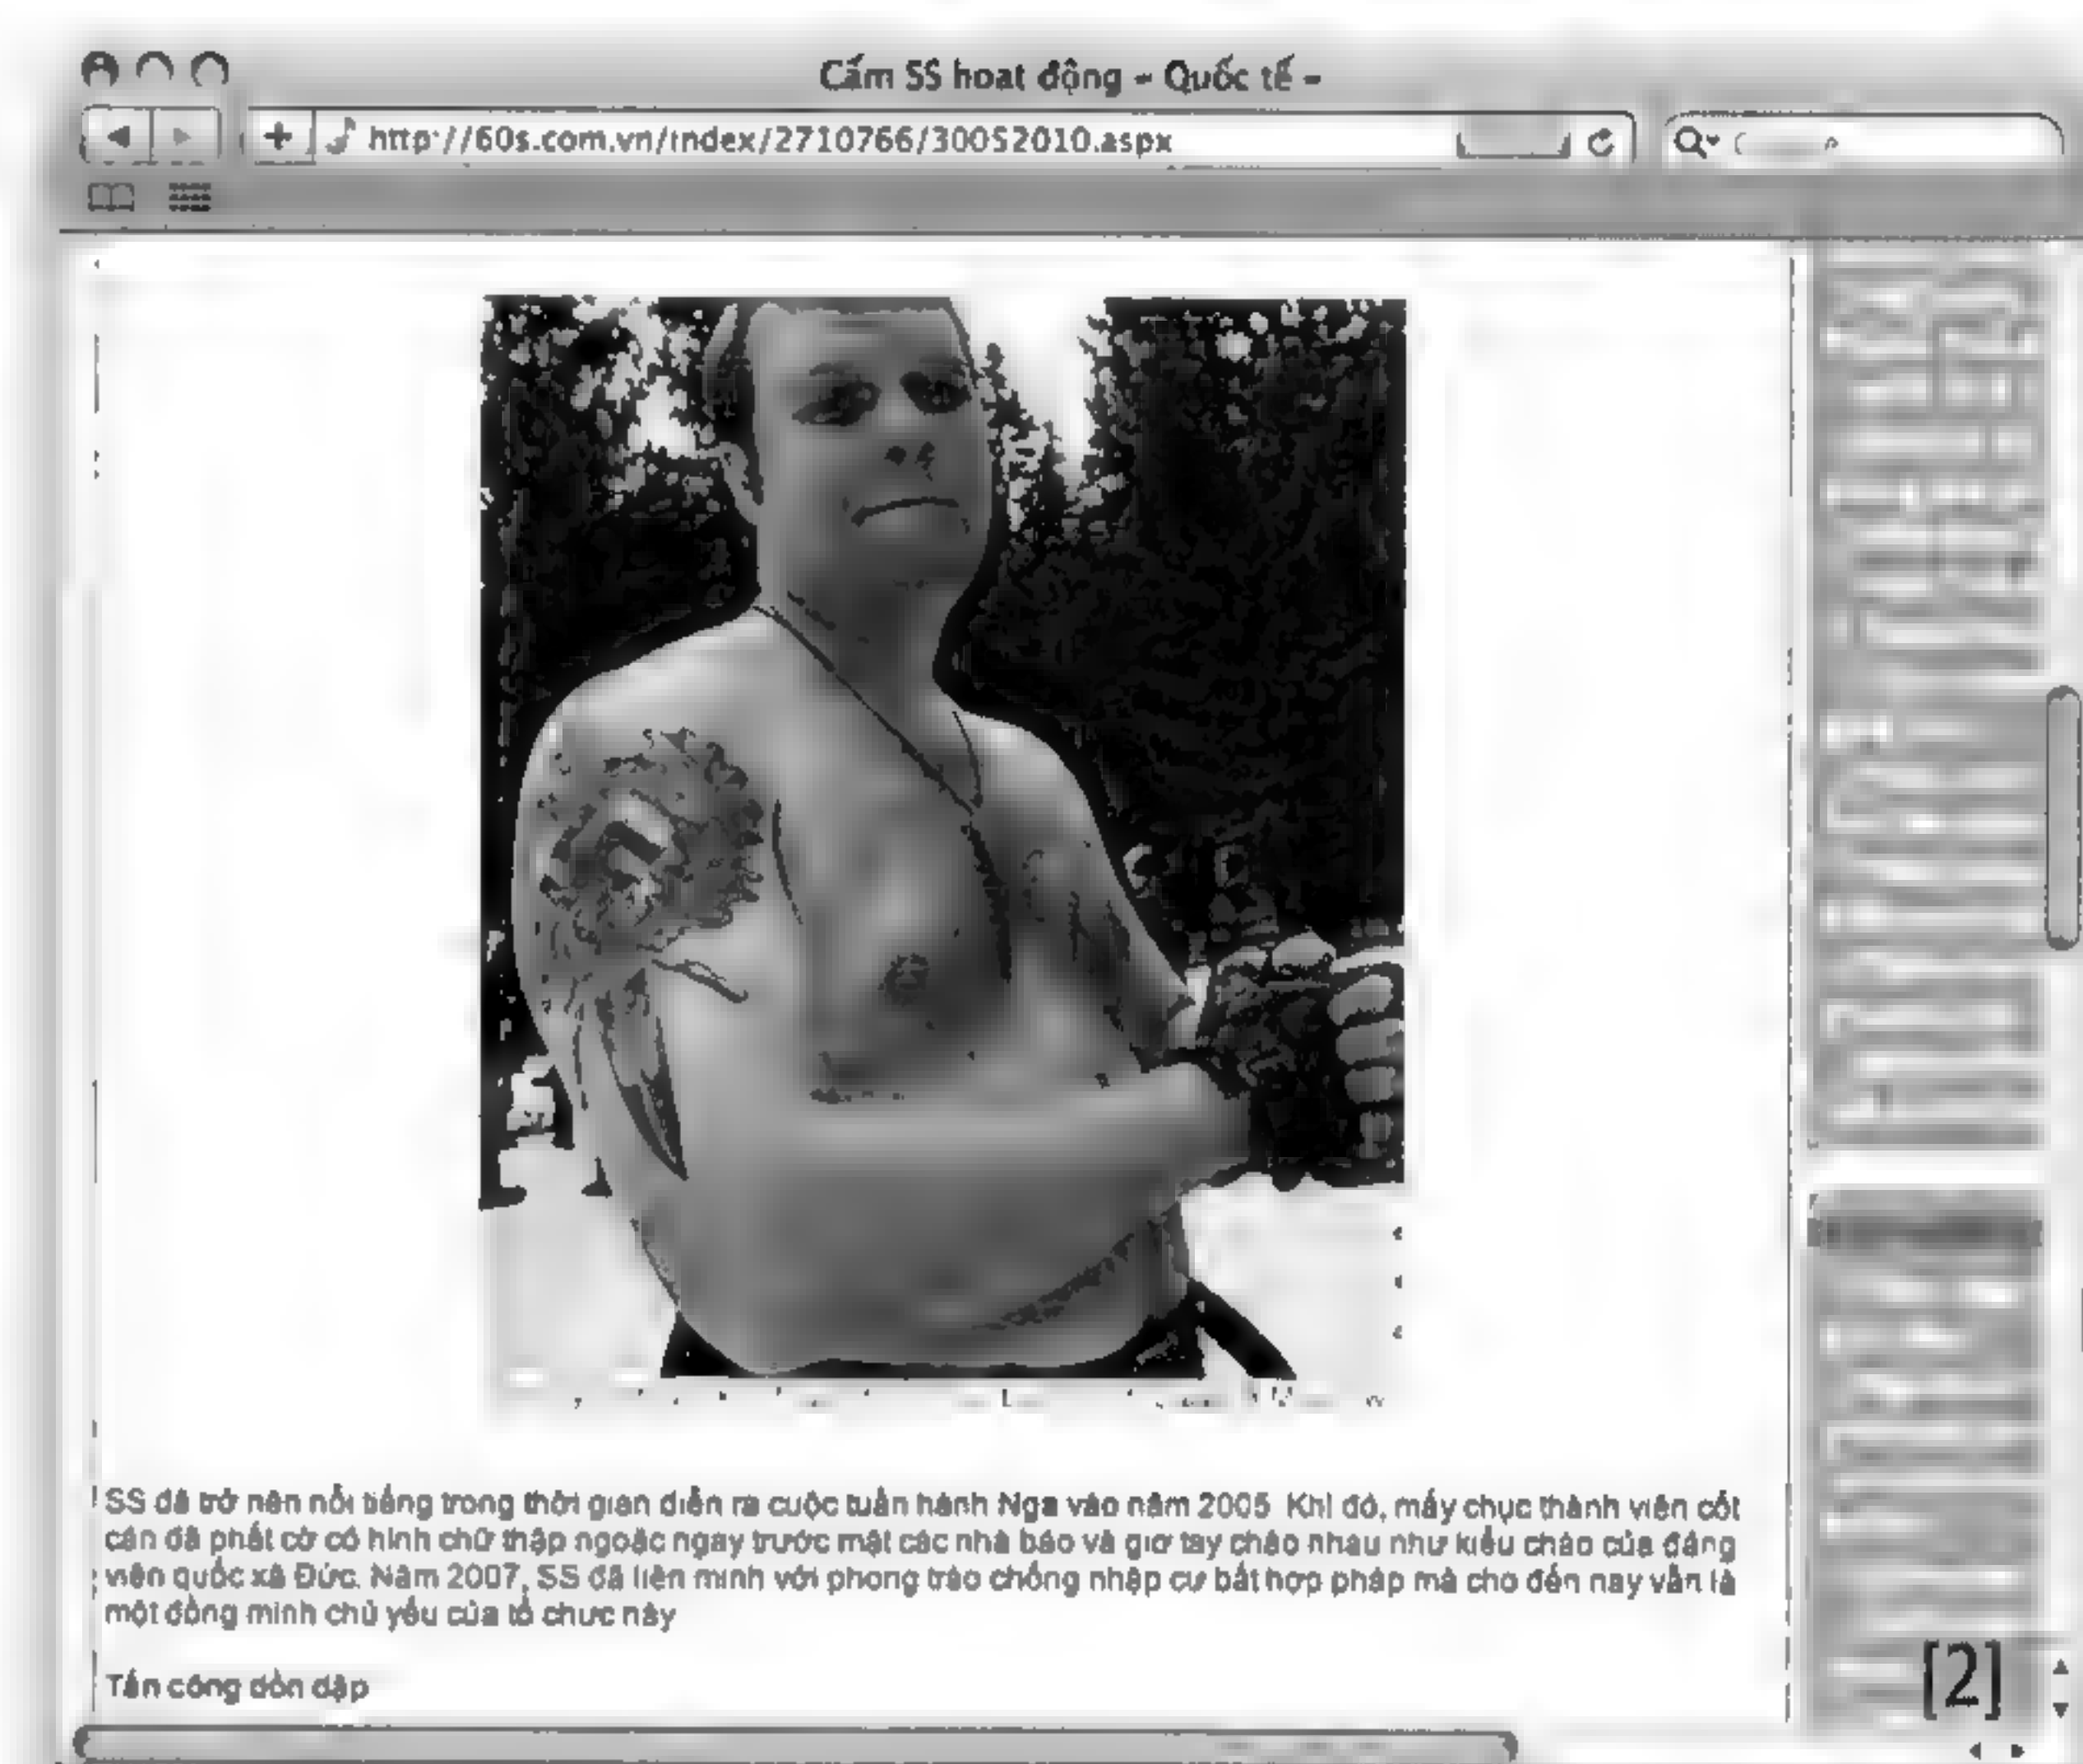 Cấm SS hoat động – Quốc tế –
http://60s.com.vn/index/2710766/30052010.aspx
SS đã trở nên nổi tiếng trong thời gian diễn ra cuộc tuần hành Nga vào năm 2005 Khi đó, mấy chục thành viên cốt
cán đã phất cờ có hình chữ thập ngoặc ngay trước mặt các nhà báo và giơ tay chào nhau như kiểu chào của đảng
viên quốc xã Đức. Năm 2007, SS đã liên minh với phong trào chống nhập cư bất hợp pháp mà cho đến nay vẫn là
một đồng minh chủ yếu của tổ chức này
Tấn công dồn dập
[2]